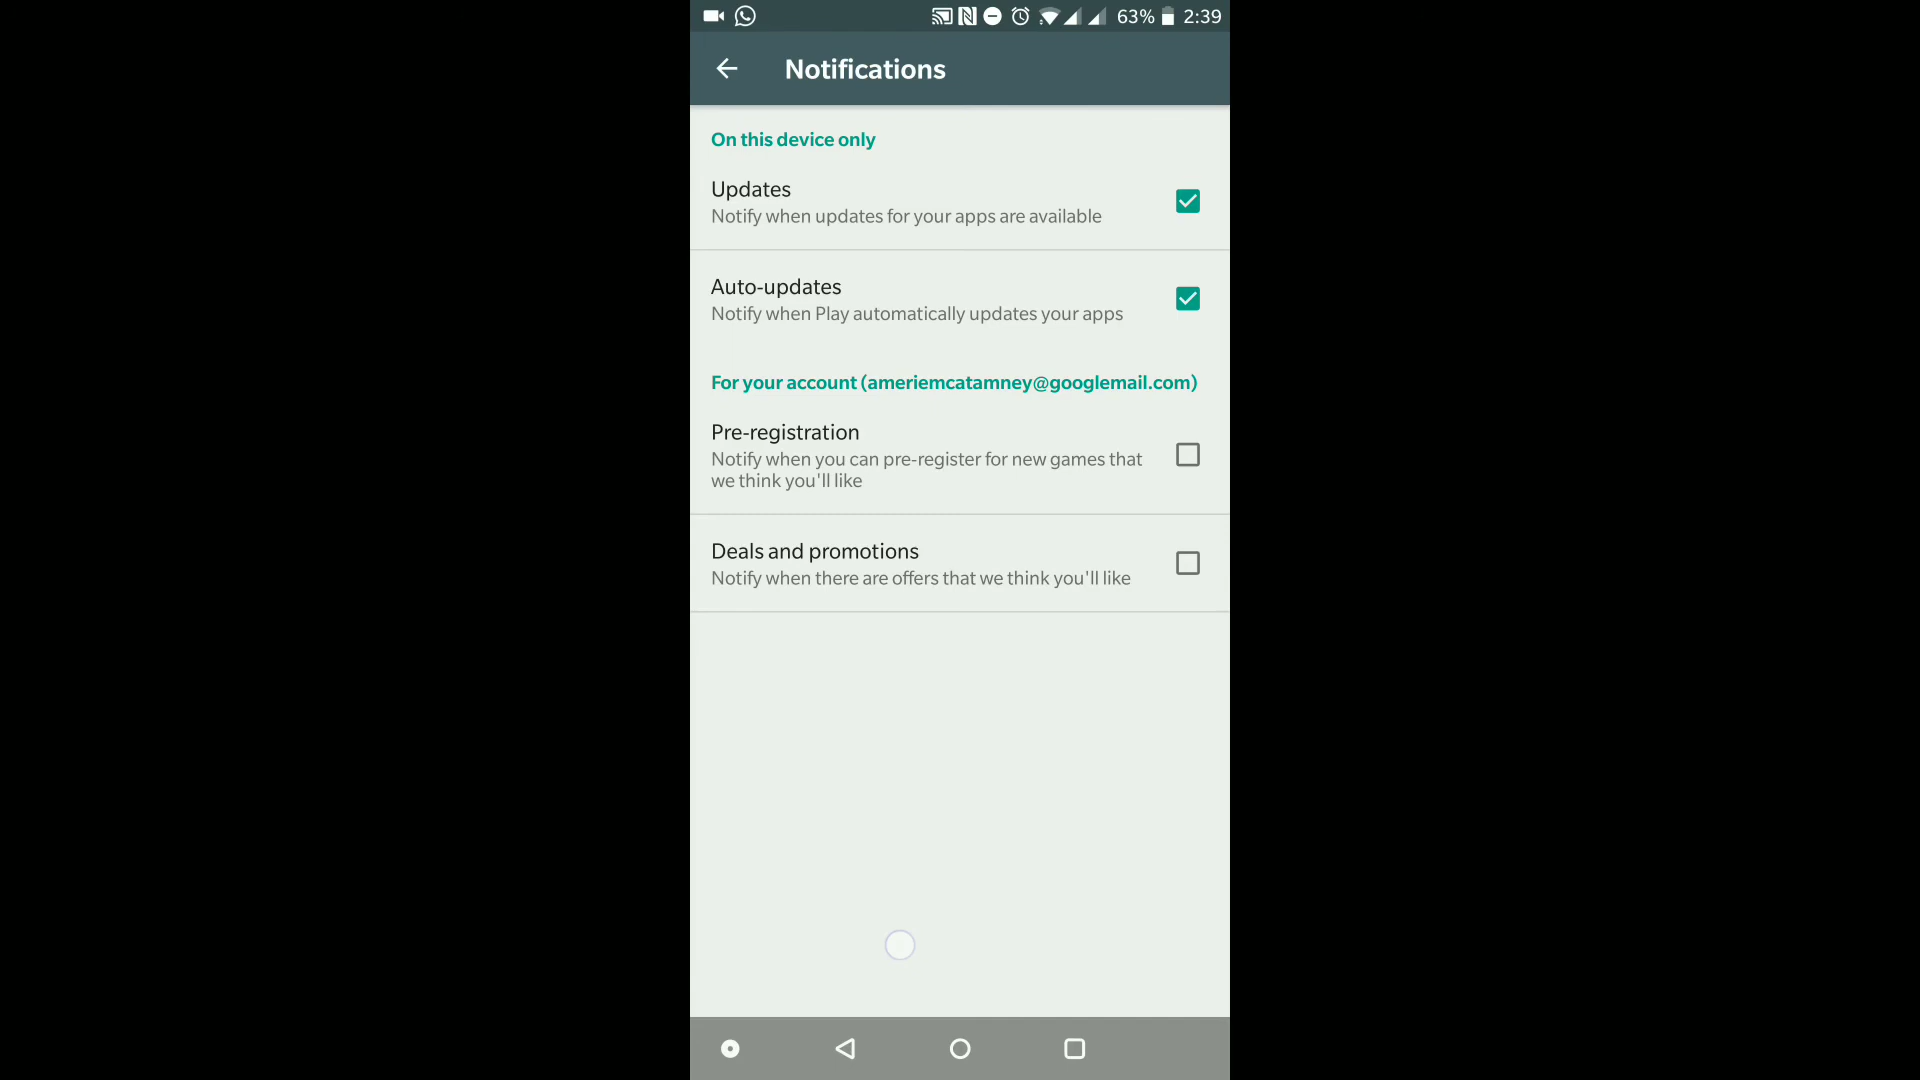 63% 2:39
Notifications
On this device only
Updates
Notify when updates for your apps are available
Auto-updates
Notify when Play automatically updates your apps
For your account (ameriemcatamney@googlemail.com)
Pre-registration
Notify when you can pre-register for new games that
we think you'll like
Deals and promotions
Notify when there are offers that we think you'll like